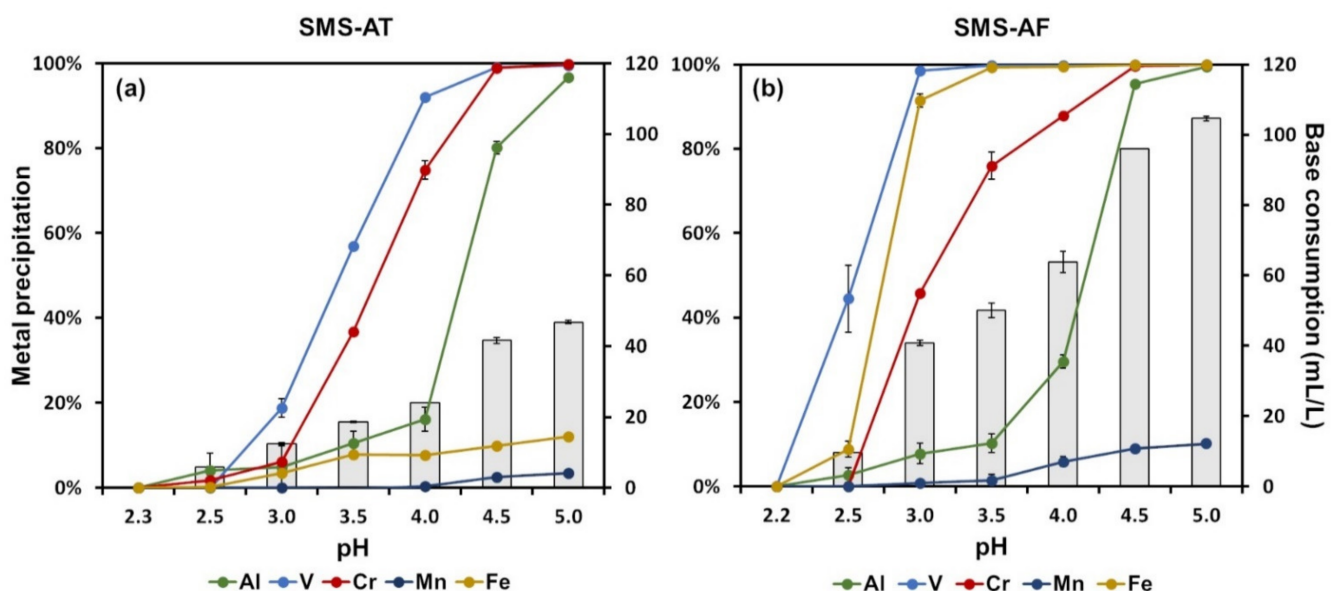 SMS-AT
SMS-AF
(a)
(b)
Metal precipitation
100%
80%
60%
40%
20%
0%
120
100
80
60
40
20
0
2.3 2.5 3.0 3.5 4.0 4.5 5.0
pH
Al V Cr Mn Fe
100%
80%
60%
40%
20%
0%
120
100
80
60
40
20
0
Base consumption (mL/L)
2.2 2.5 3.0 3.5 4.0 4.5 5.0
pH
Al V Cr Mn Fe